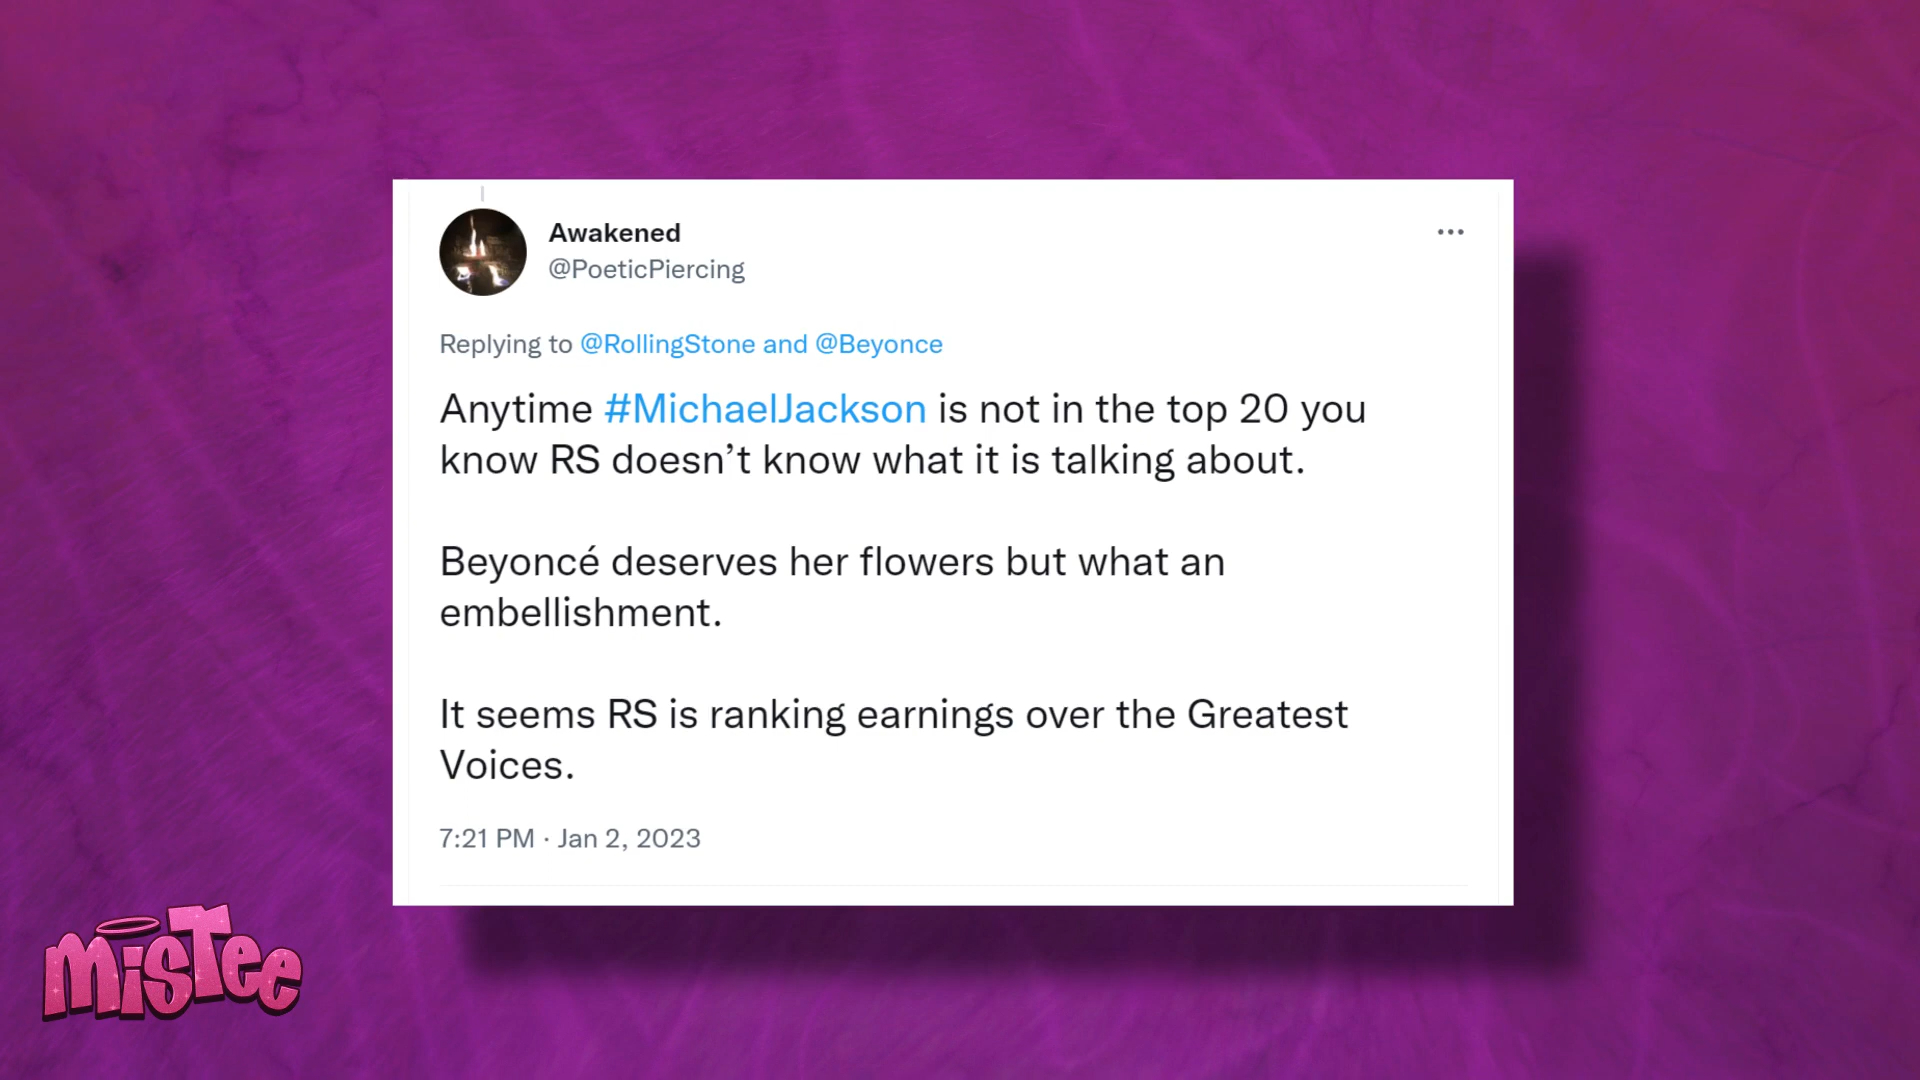 Awakened
@PoeticPiercing
Replying to @RollingStone and @Beyonce
Anytime #MichaelJackson is not in the top 20 you
know RS doesn’t know what it is talking about.
Beyoncé deserves her flowers but what an
embellishment.
It seems RS is ranking earnings over the Greatest
Voices.
7:21 PM · Jan 2, 2023
misTee